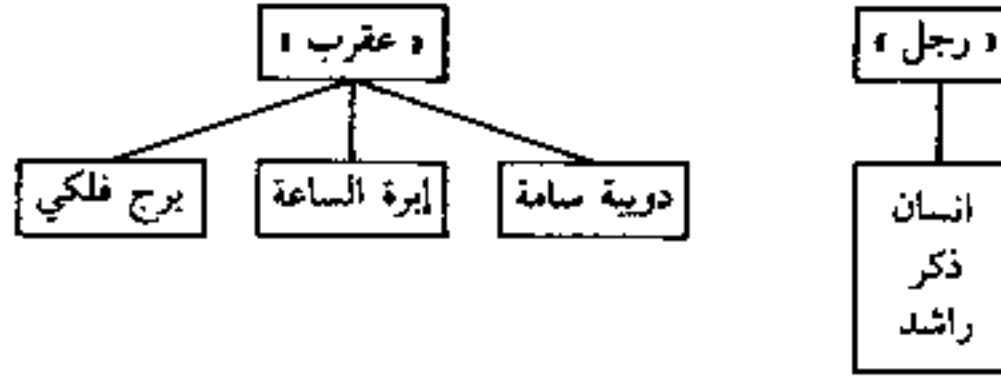 « رجل »
« عقرب »
دويبة سامة
إبرة الساعة
برج فلكي
انسان
ذكر
راشد